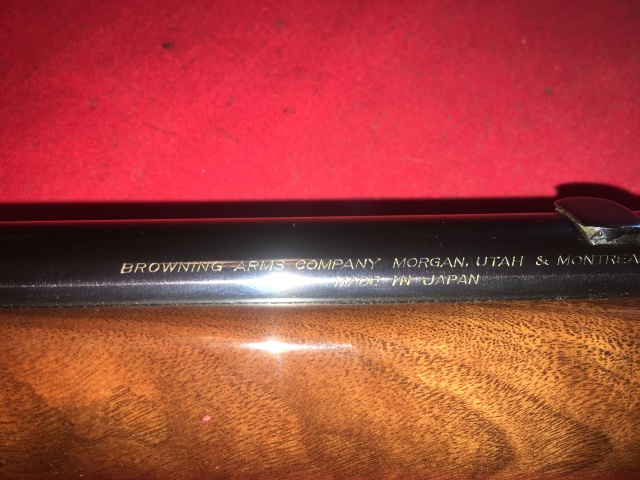 BROWNING ARMS COMPANY MORGAN, UTAH & MONTREA
MADE IN JAPAN